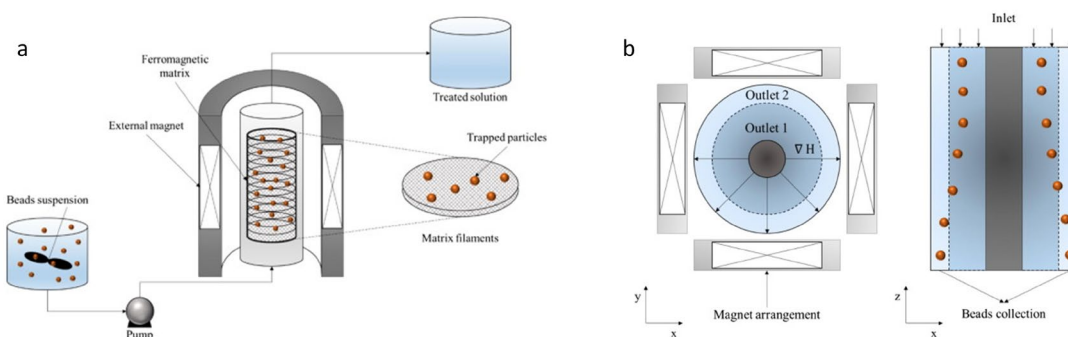 a
Ferromagnetic
matrix
Treated solution
External magnet
Trapped particles
Beads suspension
Matrix filaments
Pump
b
Inlet
Outlet 2
Outlet 1
∇ H
y
x
Magnet arrangement
z
x
Beads collection